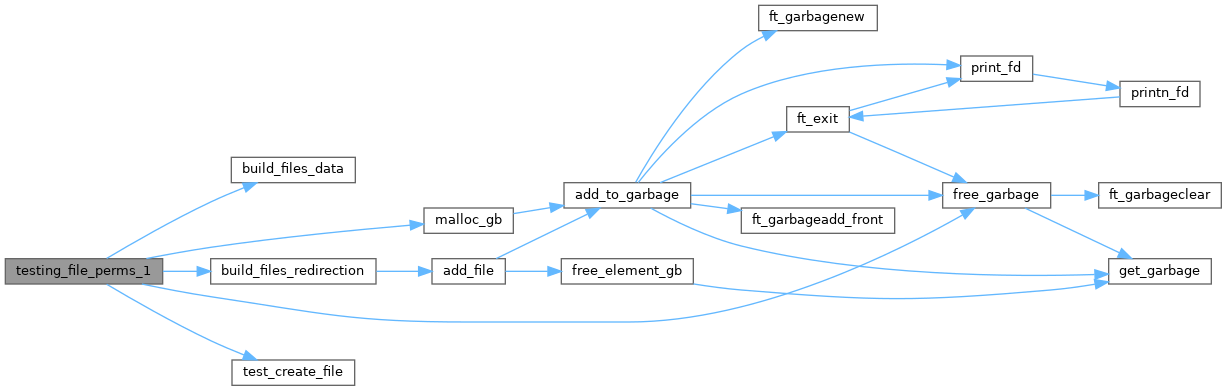 ft_garbagenew
print_fd
printn_fd
ft_exit
build_files_data
add_to_garbage
free_garbage
ft_garbageclear
malloc_gb
ft_garbageadd_front
testing_file_perms_1
build_files_redirection
add_file
free_element_gb
get_garbage
test_create_file